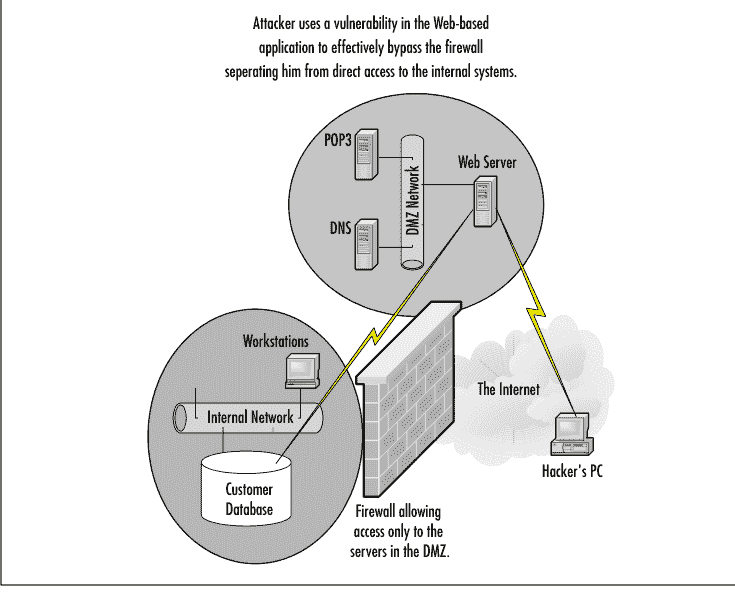 Attacker uses a vulnerability in the Web-based
application to effectively bypass the firewall
seperating him from direct access to the internal systems.
POP3
Web Server
DMZ Network
DNS
Workstations
The Internet
Internal Network
Hacker's PC
Customer
Database
Firewall allowing
access only to the
servers in the DMZ.